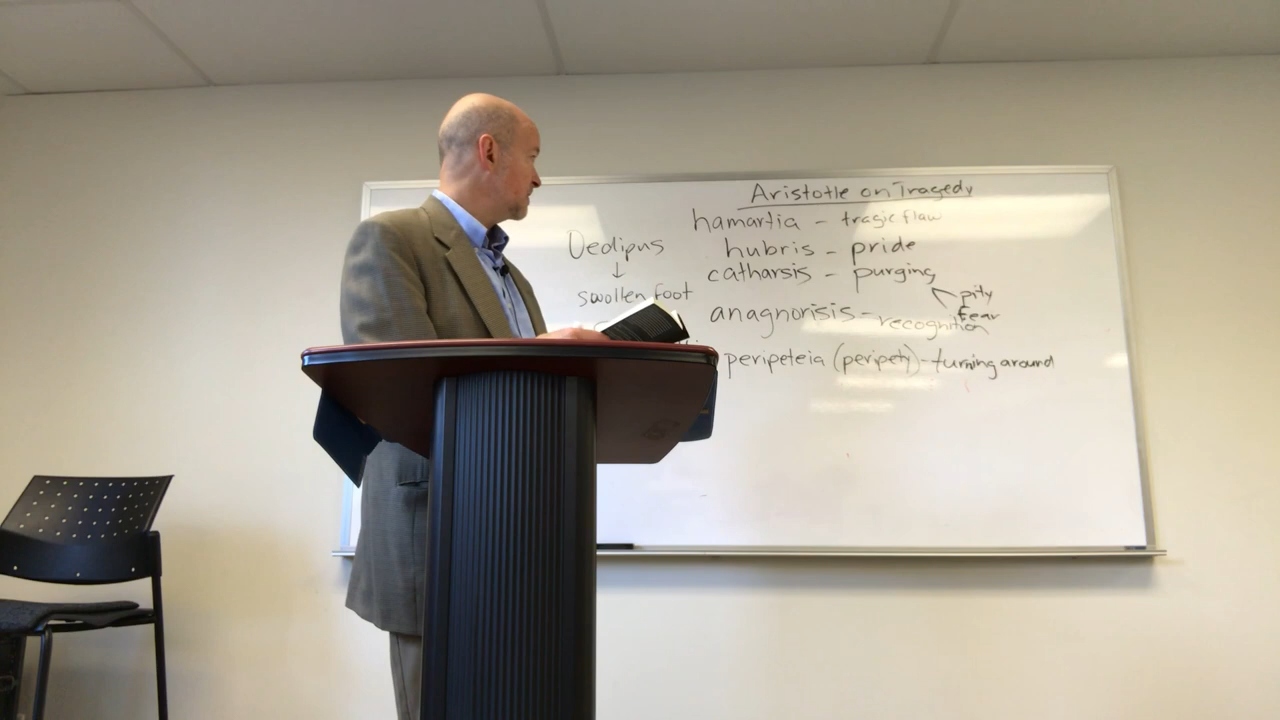 Aristotle on Tragedy
hamartia - tragic flaw
hubris - pride
catharsis - purging
pity
fear
anagnorisis - recognition
peripeteia (peripety) - turning around
Oedipus
↓
swollen foot